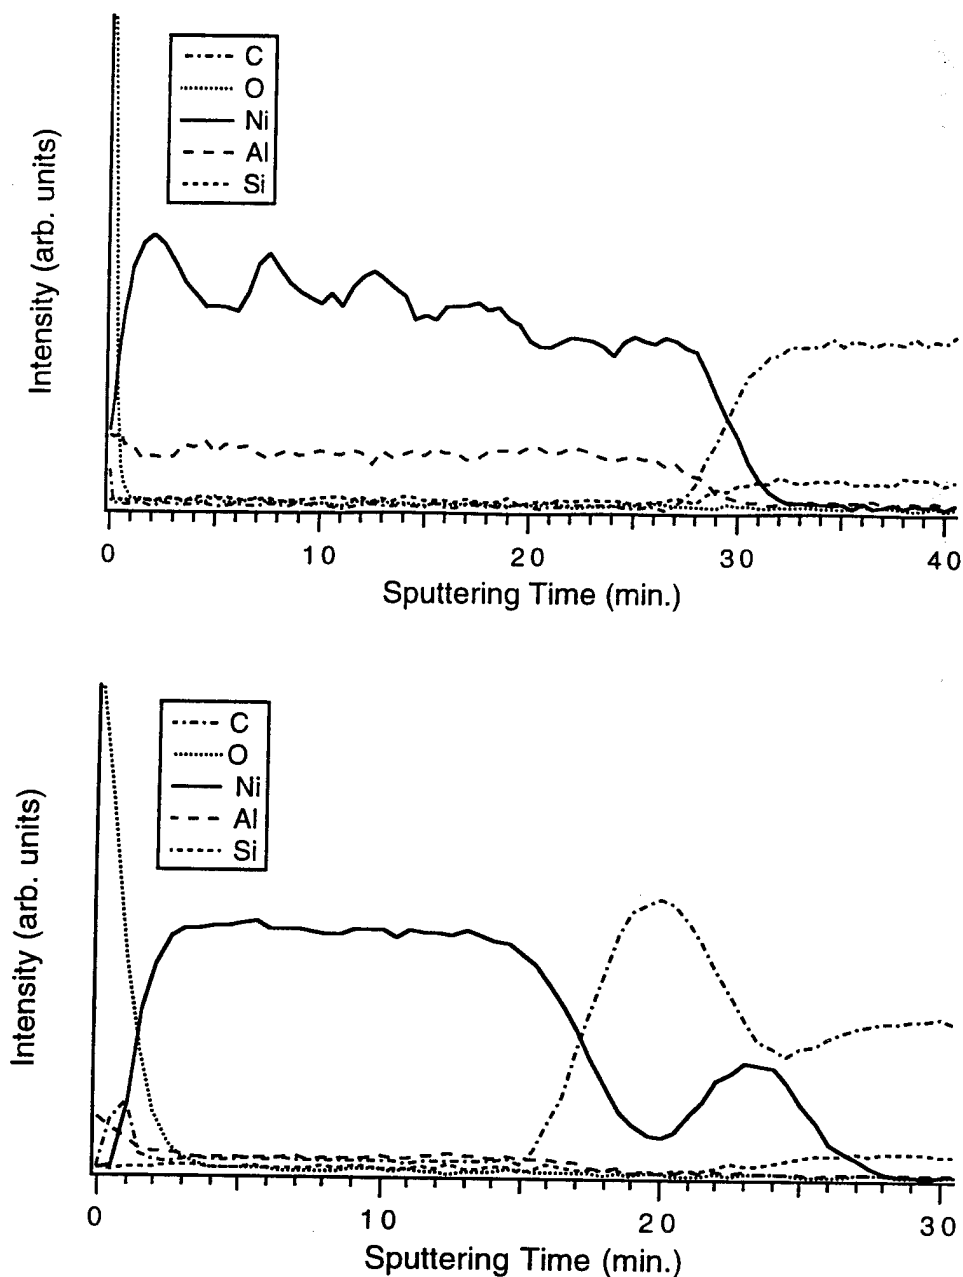 C
O
Ni
Al
Si
Intensity (arb. units)
0 10 20 30 40
Sputtering Time (min.)
C
O
Ni
Al
Si
Intensity (arb. units)
0 10 20 30
Sputtering Time (min.)